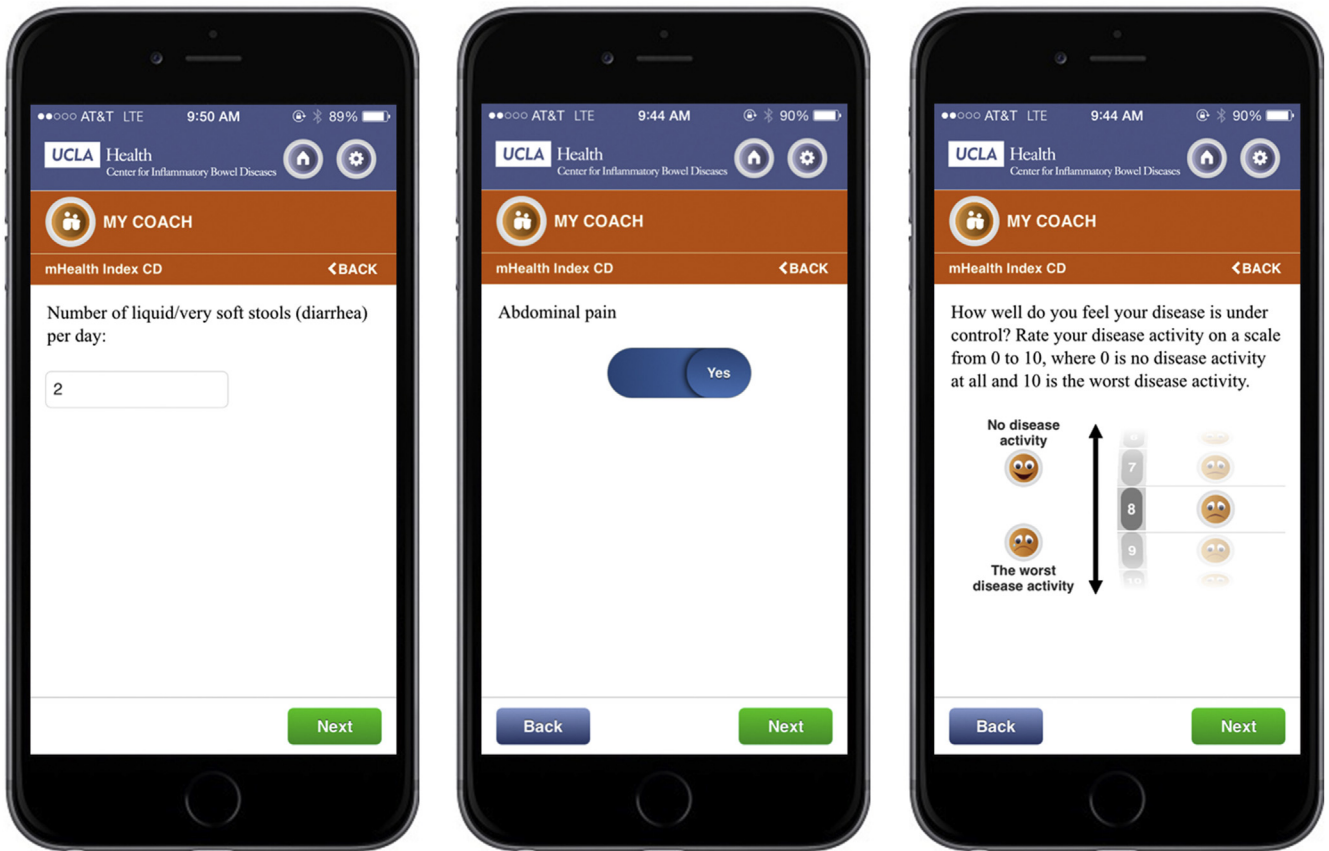 AT&T LTE 9:50 AM 89%
UCLA Health
Center for Inflammatory Bowel Diseases
MY COACH
mHealth Index CD BACK
Number of liquid/very soft stools (diarrhea)
per day:
2
Next
AT&T LTE 9:44 AM 90%
UCLA Health
Center for Inflammatory Bowel Diseases
MY COACH
mHealth Index CD BACK
Abdominal pain
Yes
Back Next
AT&T LTE 9:44 AM 90%
UCLA Health
Center for Inflammatory Bowel Diseases
MY COACH
mHealth Index CD BACK
How well do you feel your disease is under
control? Rate your disease activity on a scale
from 0 to 10, where 0 is no disease activity
at all and 10 is the worst disease activity.
No disease
activity
7
8
9
10
The worst
disease activity
Back Next